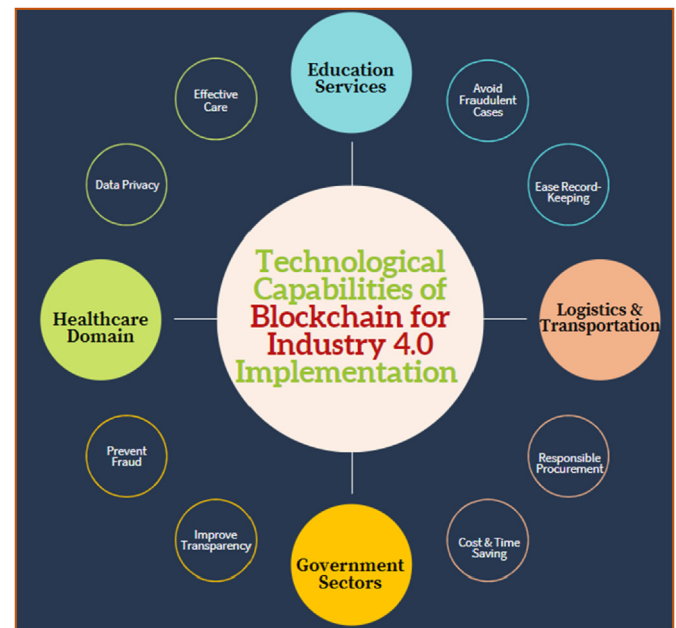 Education
Services
Effective
Care
Avoid
Fraudulent
Cases
Data Privacy
Ease Record-
Keeping
Technological
Capabilities of
Blockchain for
Industry 4.0
Implementation
Healthcare
Domain
Logistics &
Transportation
Prevent
Fraud
Responsible
Procurement
Improve
Transparency
Cost & Time
Saving
Government
Sectors